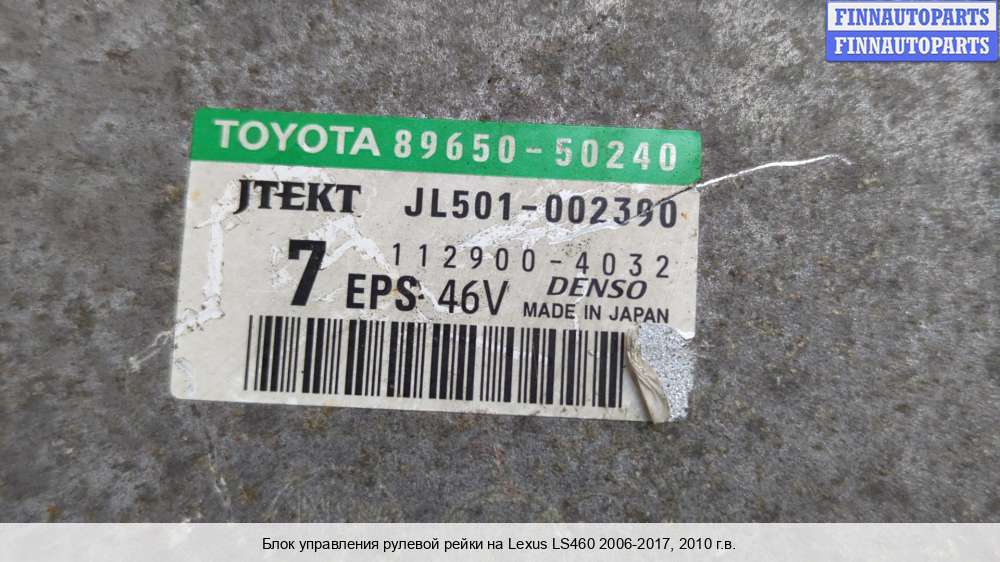 FINNAUTOPARTS
FINNAUTOPARTS
TOYOTA 89650-50240
JTEKT JL501-002390
7 112900-4032
EPS 46V DENSO
MADE IN JAPAN
Блок управления рулевой рейки на Lexus LS460 2006-2017, 2010 г.в.